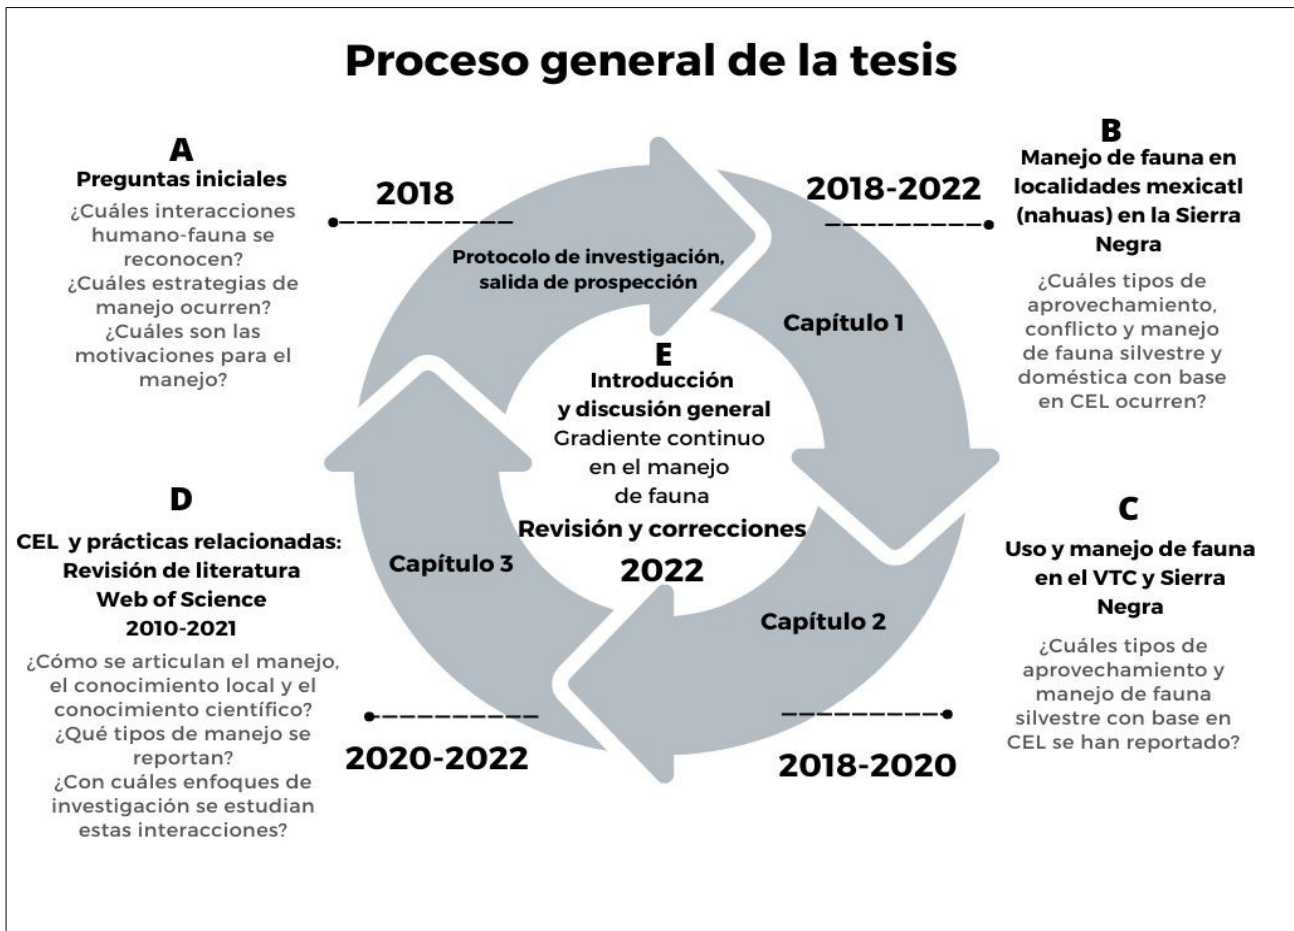 Proceso general de la tesis
A
Preguntas iniciales
¿Cuáles interacciones
humano-fauna se
reconocen?
¿Cuáles estrategias de
manejo ocurren?
¿Cuáles son las
motivaciones para el
manejo?
2018
Protocolo de investigación,
salida de prospección
2018-2022
B
Manejo de fauna en
localidades mexicatl
(nahuas) en la Sierra
Negra
¿Cuáles tipos de
aprovechamiento,
conflicto y manejo
de fauna silvestre y
doméstica con base
en CEL ocurren?
Capítulo 1
C
Uso y manejo de fauna
en el VTC y Sierra
Negra
¿Cuáles tipos de
aprovechamiento y
manejo de fauna
silvestre con base en
CEL se han reportado?
Capítulo 2
2018-2020
D
CEL y prácticas relacionadas:
Revisión de literatura
Web of Science
2010-2021
¿Cómo se articulan el manejo,
el conocimiento local y el
conocimiento científico?
¿Qué tipos de manejo se
reportan?
¿Con cuáles enfoques de
investigación se estudian
estas interacciones?
Capítulo 3
2020-2022
E
Introducción
y discusión general
Gradiente continuo
en el manejo
de fauna
Revisión y correcciones
2022